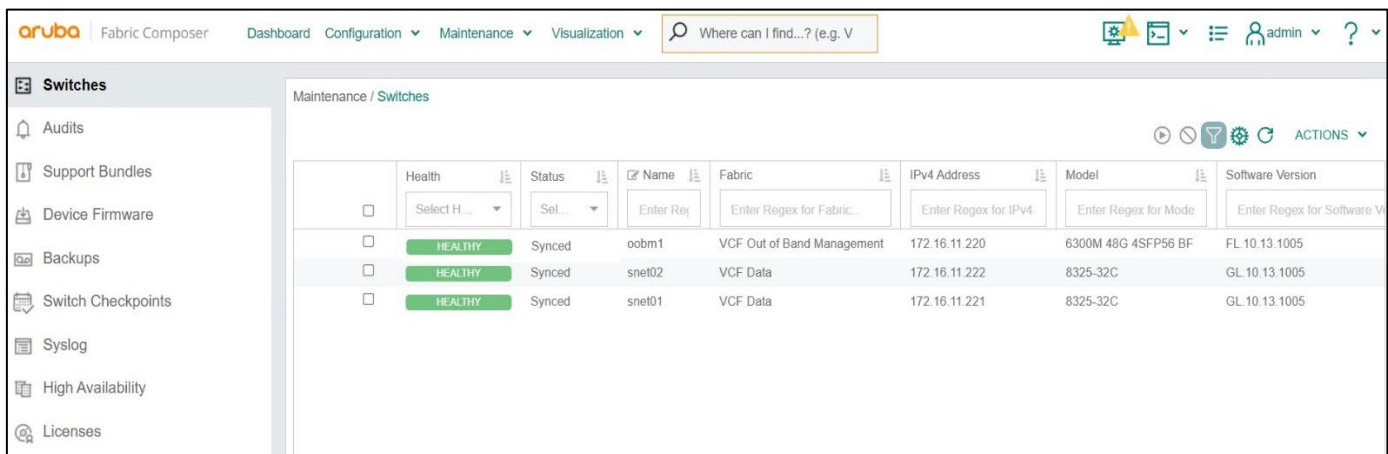 aruba Fabric Composer Dashboard Configuration Maintenance Visualization Where can I find...? (e.g. V admin ?
Switches
Audits
Support Bundles
Device Firmware
Backups
Switch Checkpoints
Syslog
High Availability
Licenses
Maintenance / Switches
ACTIONS
Health Status Name Fabric IPv4 Address Model Software Version
Select H... Sel... Enter Reg Enter Regex for Fabric... Enter Regex for IPv4 Enter Regex for Mode Enter Regex for Software V
HEALTHY Synced oobm1 VCF Out of Band Management 172.16.11.220 6300M 48G 4SFP56 BF FL.10.13.1005
HEALTHY Synced snet02 VCF Data 172.16.11.222 8325-32C GL.10.13.1005
HEALTHY Synced snet01 VCF Data 172.16.11.221 8325-32C GL.10.13.1005